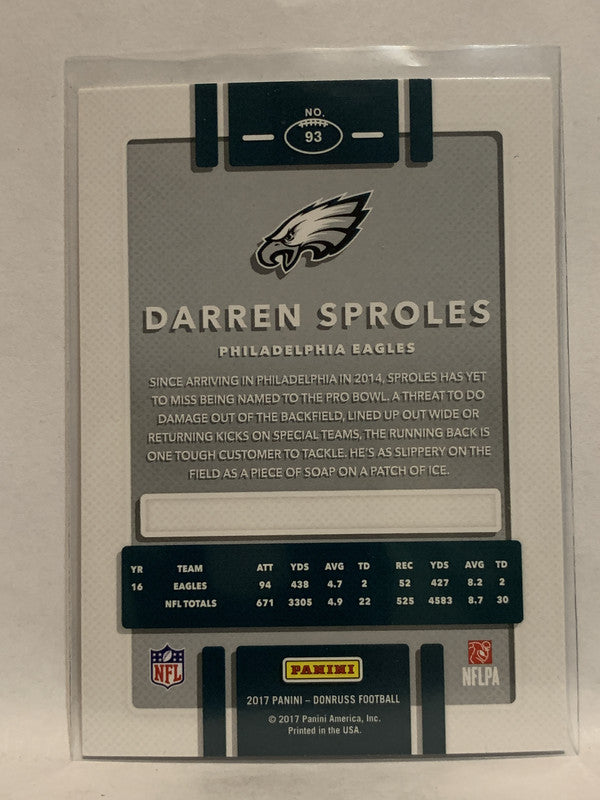 NO.
93
DARREN SPROLES
PHILADELPHIA EAGLES
SINCE ARRIVING IN PHILADELPHIA IN 2014, SPROLES HAS YET
TO MISS BEING NAMED TO THE PRO BOWL. A THREAT TO DO
DAMAGE OUT OF THE BACKFIELD, LINED UP OUT WIDE OR
RETURNING KICKS ON SPECIAL TEAMS, THE RUNNING BACK IS
ONE TOUGH CUSTOMER TO TACKLE. HE'S AS SLIPPERY ON THE
FIELD AS A PIECE OF SOAP ON A PATCH OF ICE.
YR TEAM ATT YDS AVG TD REC YDS AVG TD
16 EAGLES 94 438 4.7 2 52 427 8.2 2
NFL TOTALS 671 3305 4.9 22 525 4583 8.7 30
NFL
PANINI
NFLPA
2017 PANINI – DONRUSS FOOTBALL
© 2017 Panini America, Inc.
Printed in the USA.